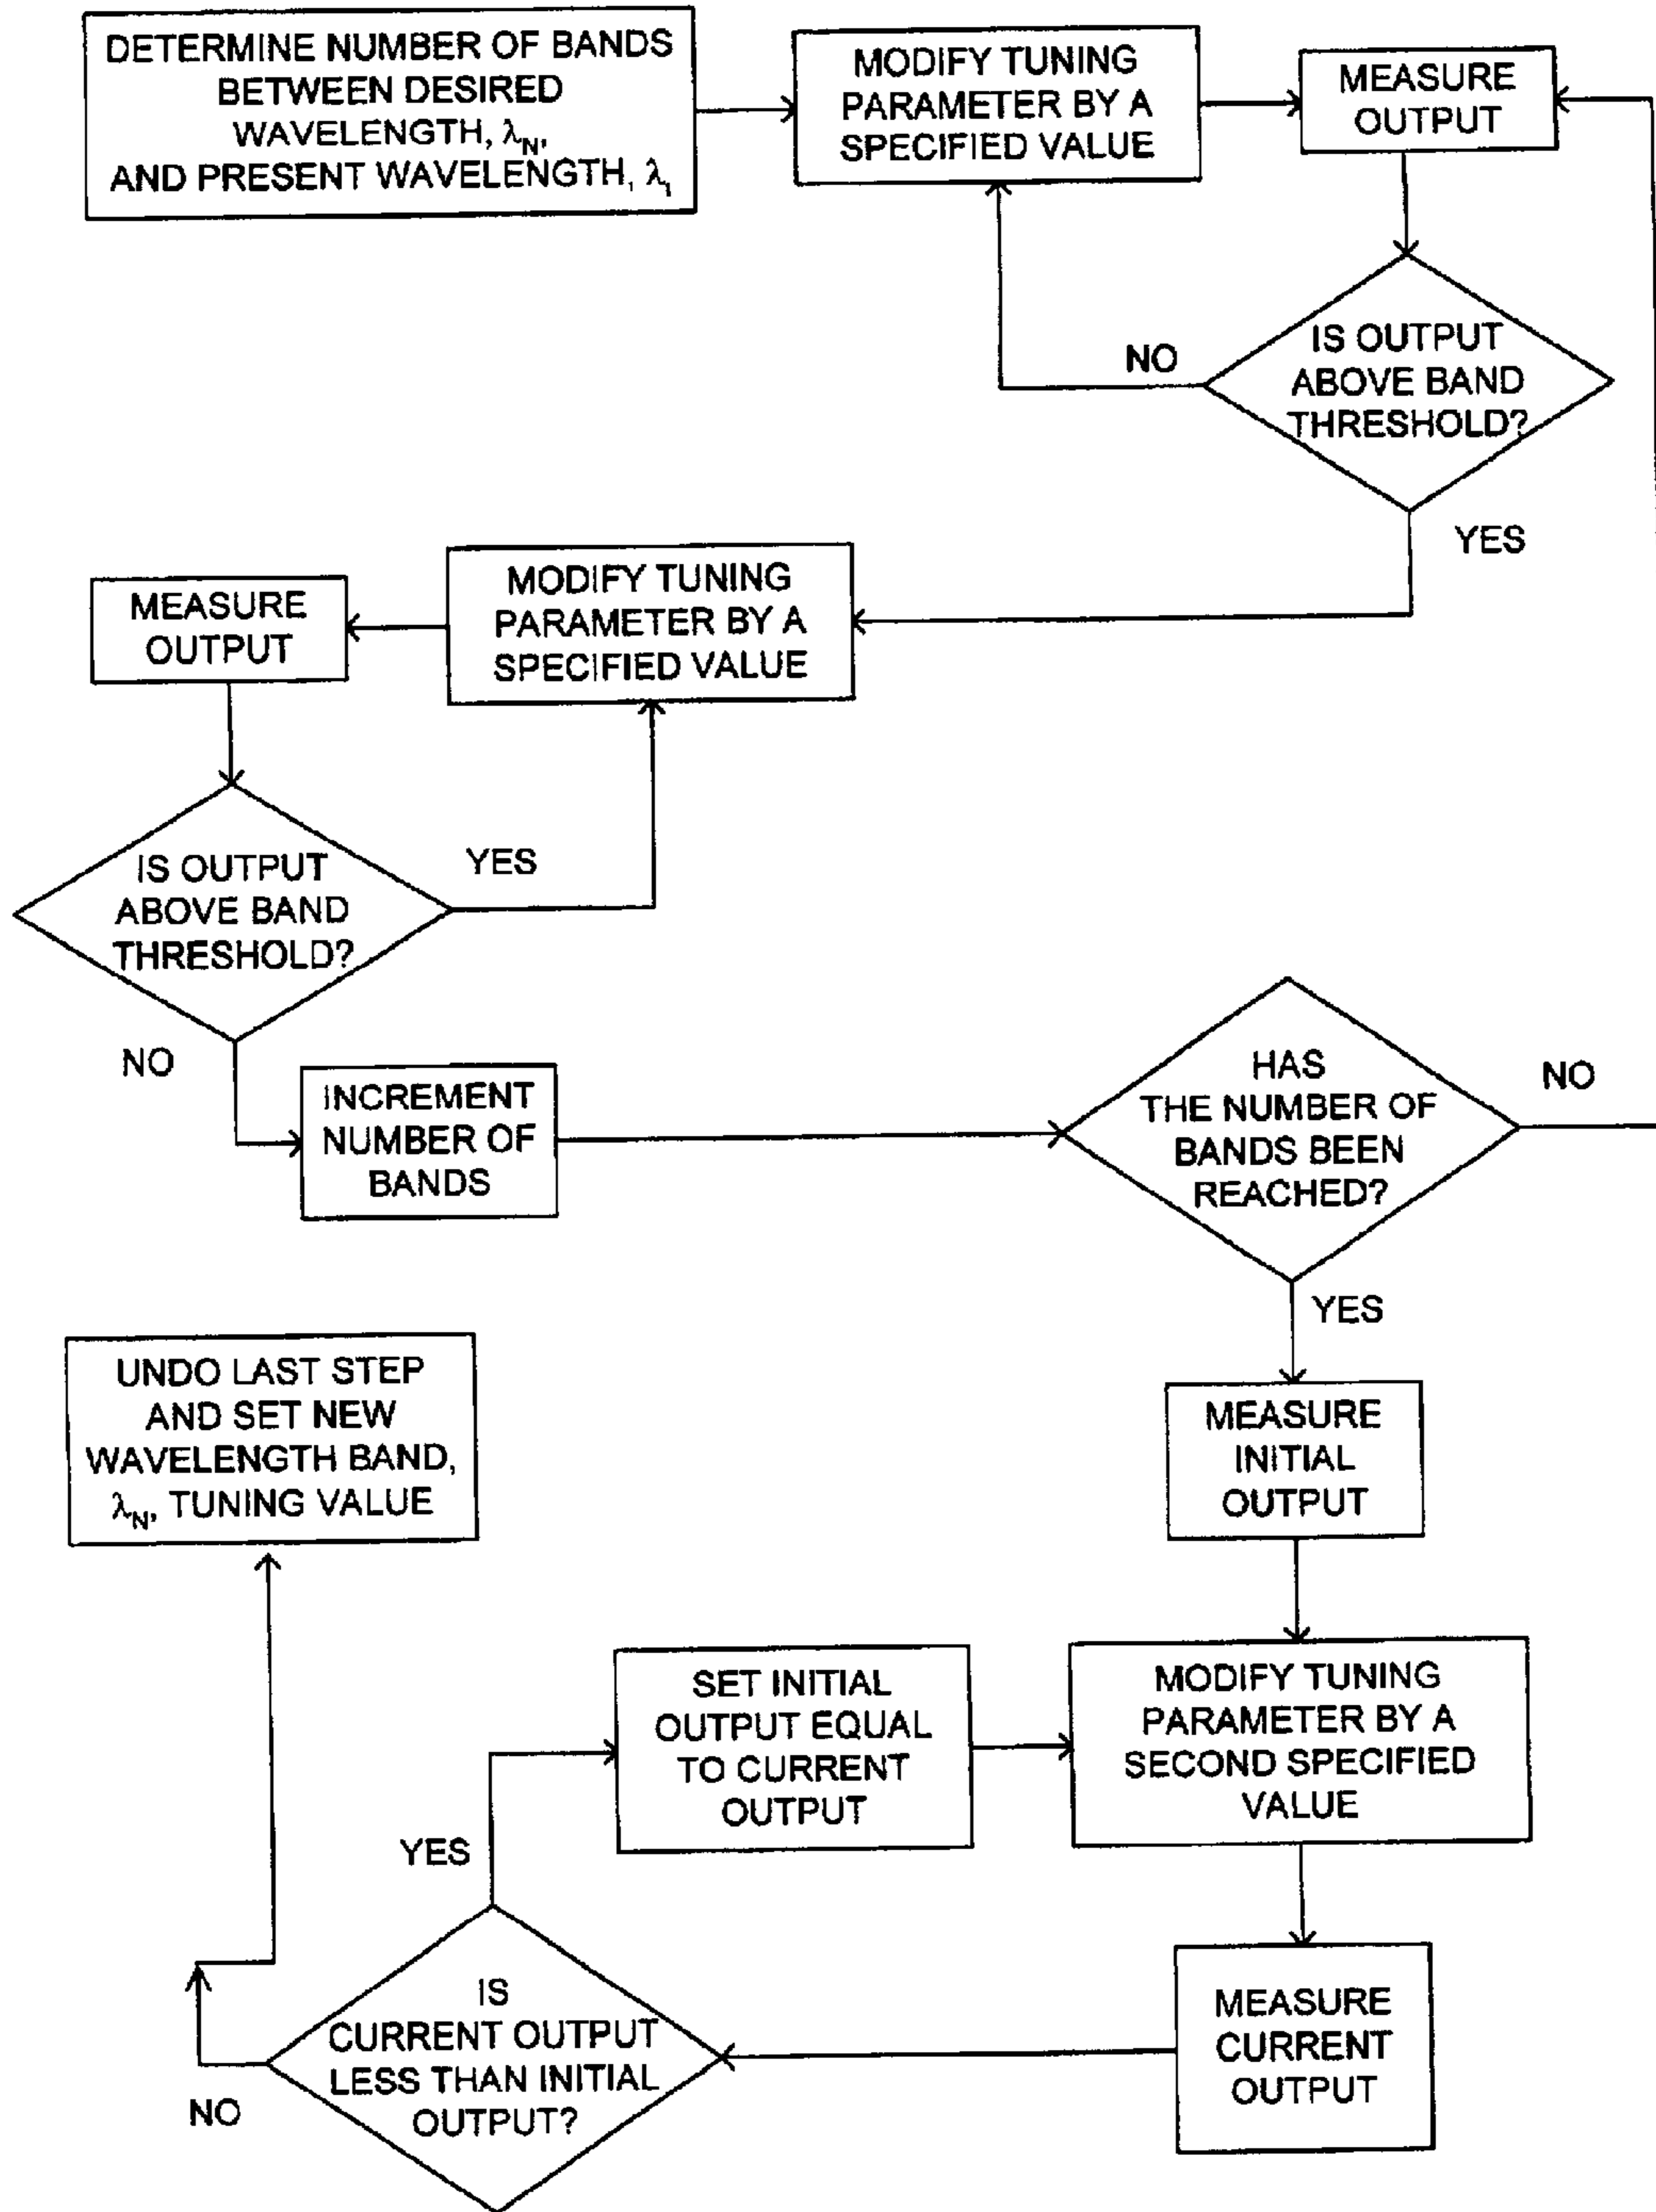 DETERMINE NUMBER OF BANDS
BETWEEN DESIRED
WAVELENGTH, λN,
AND PRESENT WAVELENGTH, λ1
MODIFY TUNING
PARAMETER BY A
SPECIFIED VALUE
MEASURE
OUTPUT
IS OUTPUT
ABOVE BAND
THRESHOLD?
NO
YES
MODIFY TUNING
PARAMETER BY A
SPECIFIED VALUE
MEASURE
OUTPUT
IS OUTPUT
ABOVE BAND
THRESHOLD?
YES
NO
INCREMENT
NUMBER OF
BANDS
HAS
THE NUMBER OF
BANDS BEEN
REACHED?
NO
YES
MEASURE
INITIAL
OUTPUT
MODIFY TUNING
PARAMETER BY A
SECOND SPECIFIED
VALUE
MEASURE
CURRENT
OUTPUT
IS
CURRENT OUTPUT
LESS THAN INITIAL
OUTPUT?
YES
SET INITIAL
OUTPUT EQUAL
TO CURRENT
OUTPUT
NO
UNDO LAST STEP
AND SET NEW
WAVELENGTH BAND,
λN, TUNING VALUE